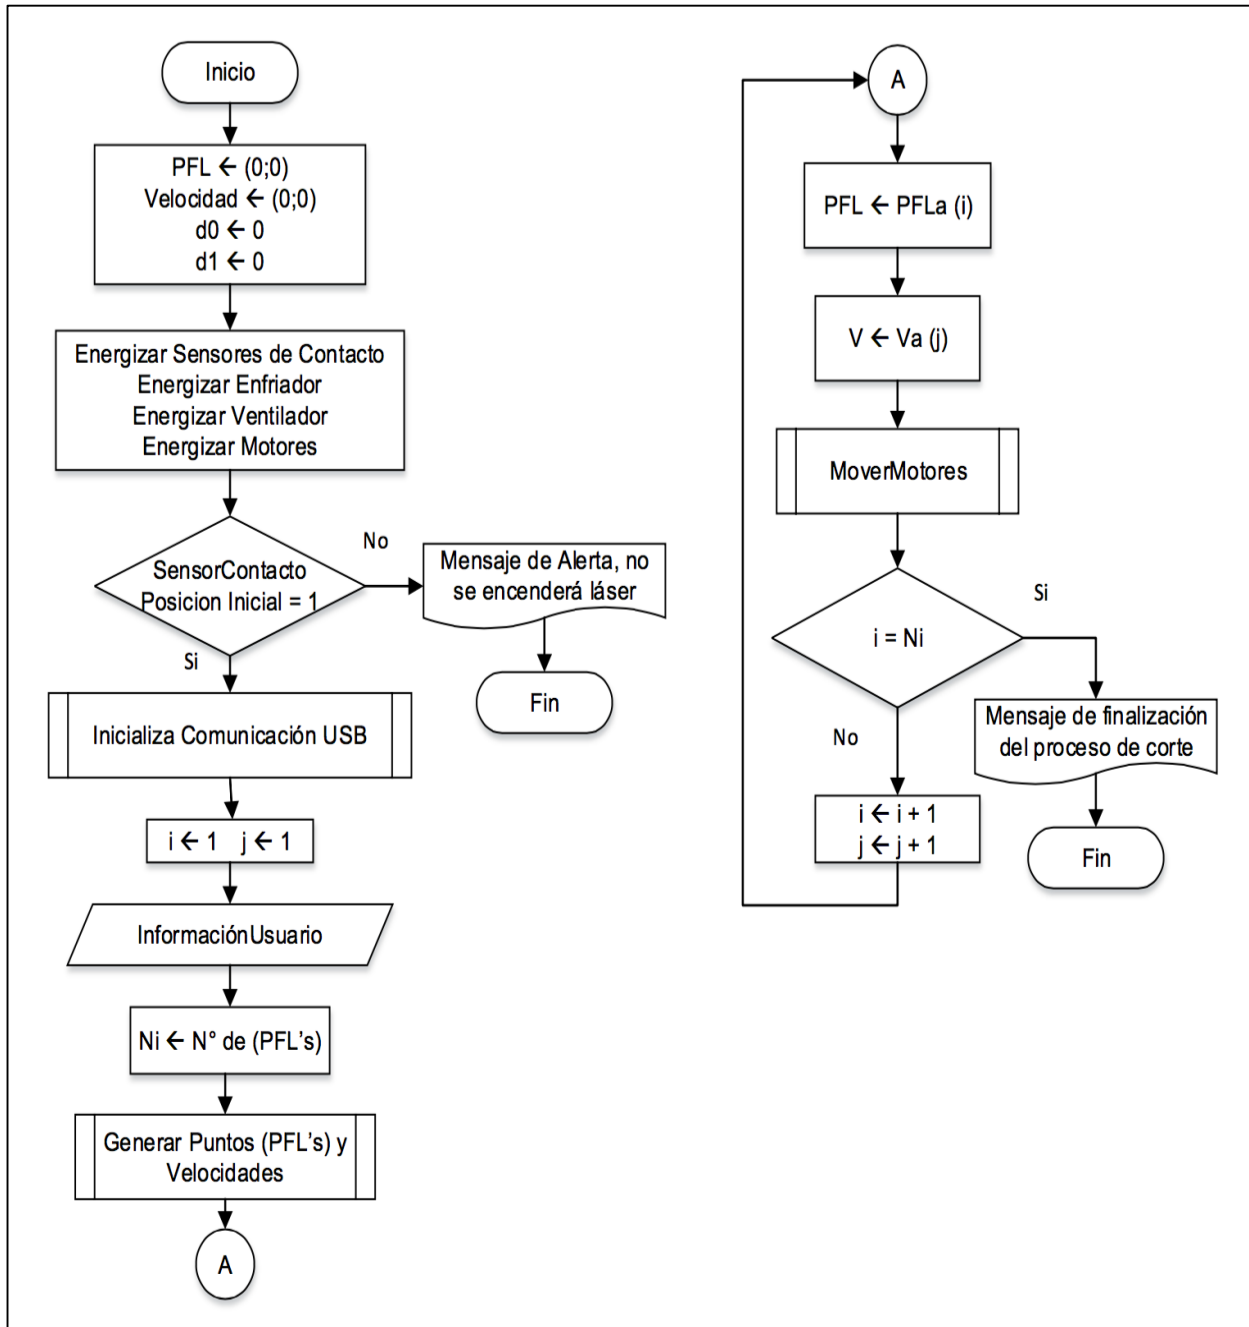 Inicio
PFL ← (0;0)
Velocidad ← (0;0)
d0 ← 0
d1 ← 0
Energizar Sensores de Contacto
Energizar Enfriador
Energizar Ventilador
Energizar Motores
SensorContacto
Posicion Inicial = 1
No
Mensaje de Alerta, no
se encenderá láser
Fin
Si
Inicializa Comunicación USB
i ← 1 j ← 1
InformaciónUsuario
Ni ← N° de (PFL's)
Generar Puntos (PFL's) y
Velocidades
A
A
PFL ← PFLa (i)
V ← Va (j)
MoverMotores
i = Ni
Si
Mensaje de finalización
del proceso de corte
Fin
No
i ← i + 1
j ← j + 1